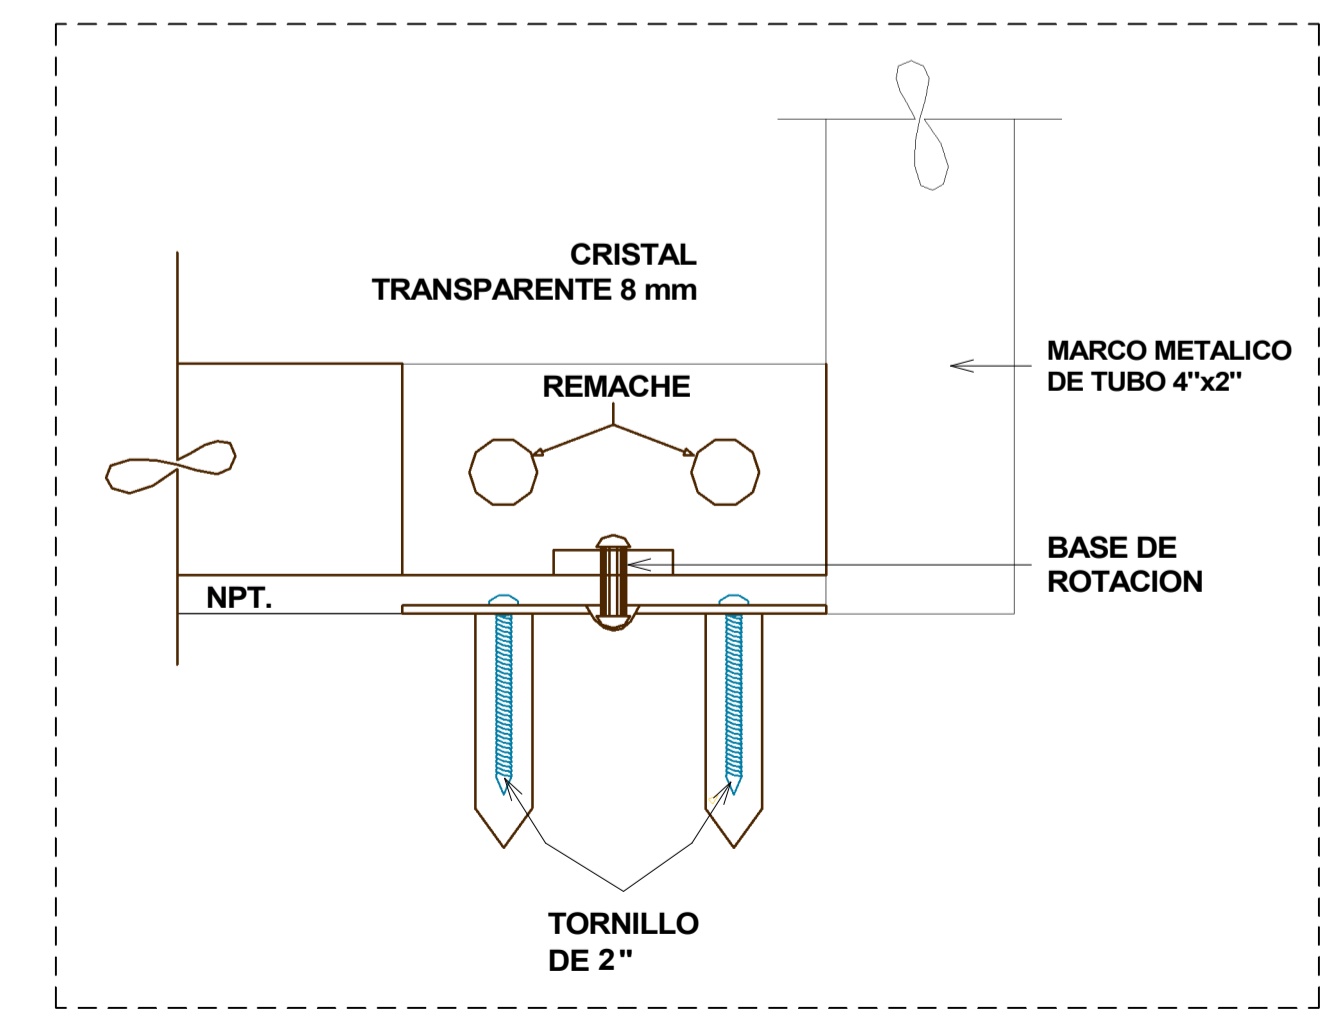 CRISTAL
TRANSPARENTE 8 mm
MARCO METALICO
DE TUBO 4"x2"
REMACHE
BASE DE
ROTACION
NPT.
TORNILLO
DE 2"